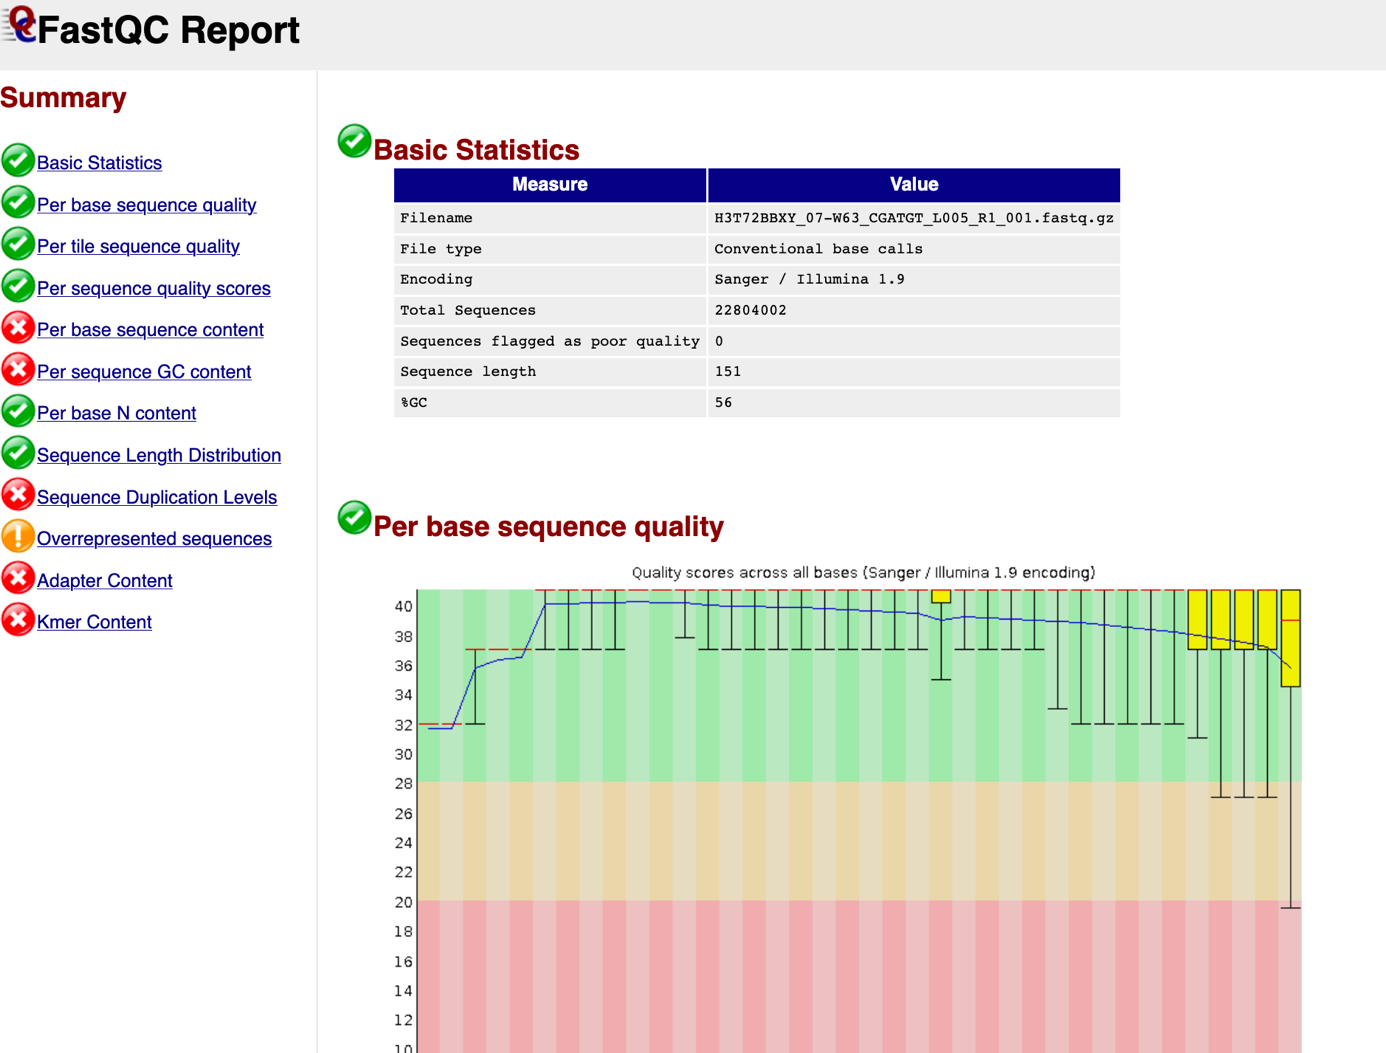 FastQC Report
Summary
Basic Statistics
Per base sequence quality
Per tile sequence quality
Per sequence quality scores
Per base sequence content
Per sequence GC content
Per base N content
Sequence Length Distribution
Sequence Duplication Levels
Overrepresented sequences
Adapter Content
Kmer Content
Basic Statistics
Measure Value
Filename H3T72BBXY_07-W63_CGATGT_L005_R1_001.fastq.gz
File type Conventional base calls
Encoding Sanger / Illumina 1.9
Total Sequences 22804002
Sequences flagged as poor quality 0
Sequence length 151
%GC 56
Per base sequence quality
Quality scores across all bases (Sanger / Illumina 1.9 encoding)
40
38
36
34
32
30
28
26
24
22
20
18
16
14
12
10